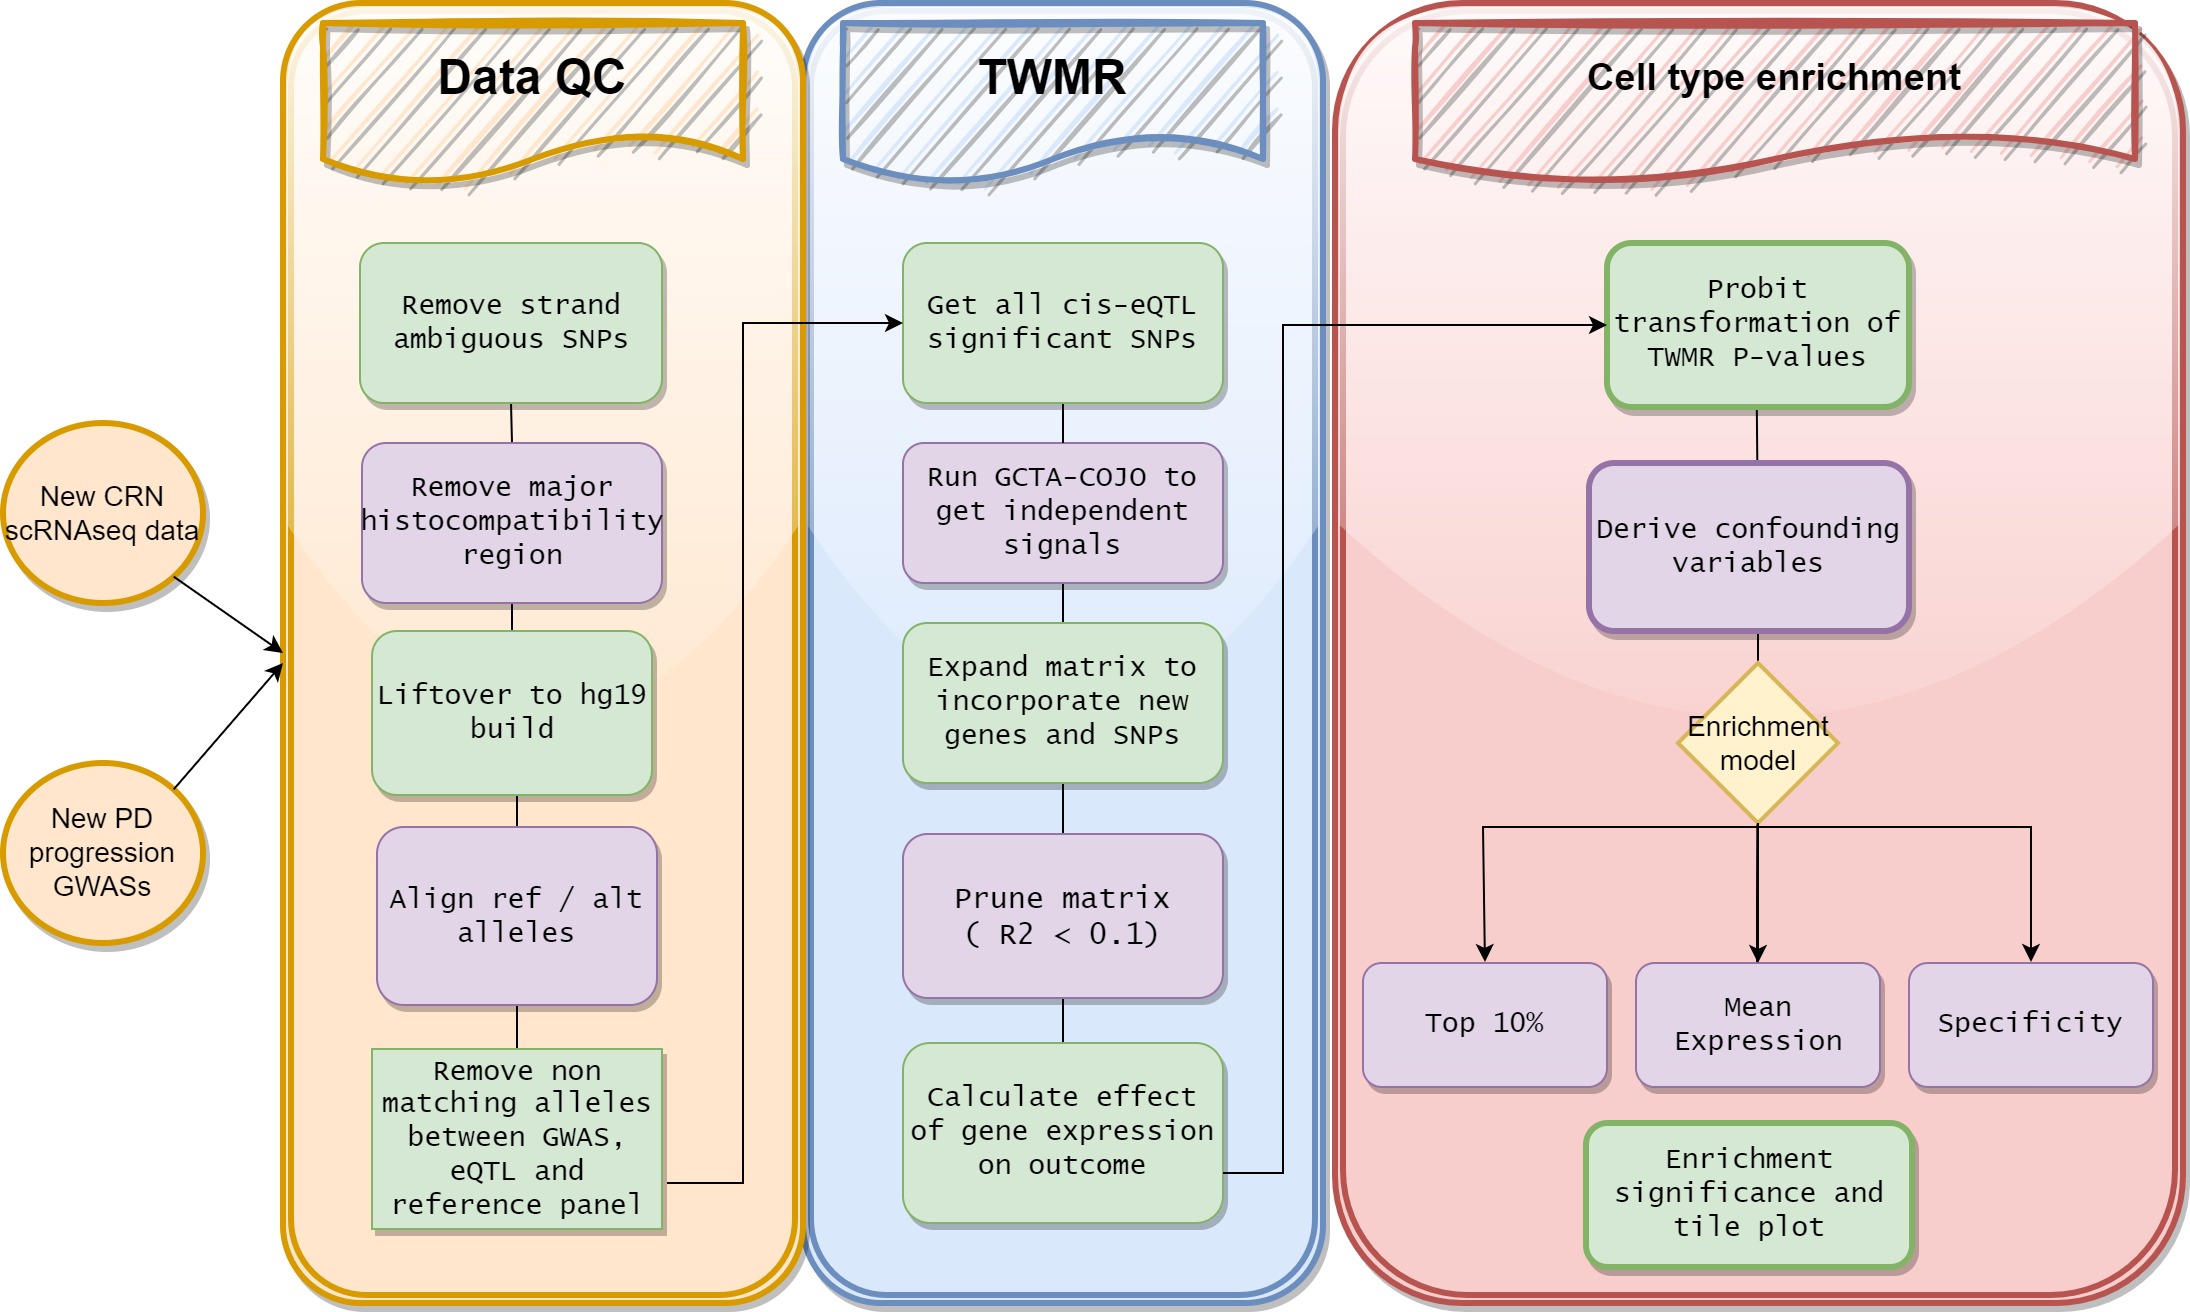 New CRN
scRNAseq data
New PD
progression
GWASs
Data QC
Remove strand
ambiguous SNPs
Remove major
histocompatibility
region
Liftover to hg19
build
Align ref / alt
alleles
Remove non
matching alleles
between GWAS,
eQTL and
reference panel
TWMR
Get all cis-eQTL
significant SNPs
Run GCTA-COJO to
get independent
signals
Expand matrix to
incorporate new
genes and SNPs
Prune matrix
( R2 < 0.1)
Calculate effect
of gene expression
on outcome
Cell type enrichment
Probit
transformation of
TWMR P-values
Derive confounding
variables
Enrichment
model
Top 10%
Mean
Expression
Specificity
Enrichment
significance and
tile plot